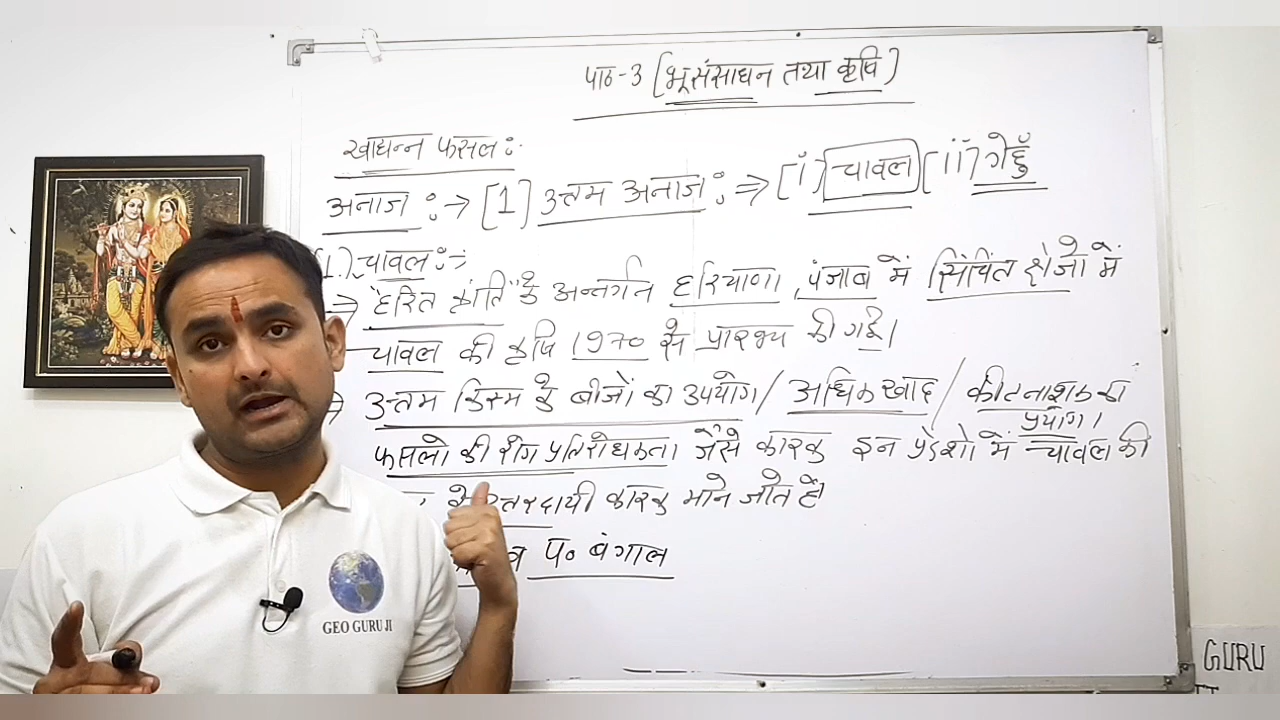 पाठ-3 [भूसंसाधन तथा कृषि]
खाद्यन्न फसल :-
अनाज :-> [1] उत्तम अनाज :=> [i] चावल [ii] गेहूँ
1.) चावल :->
=> "हरित क्रांति" के अन्तर्गत हरियाणा, पंजाब में सिंचित क्षेत्रों में
चावल की कृषि 1970 से प्रारम्भ की गई।
=> उत्तम किस्म के बीजों का उपयोग / अधिक खाद / कीटनाशक का
प्रयोग।
फसलों की रोग प्रतिरोधकता जैसे कारक इन प्रदेशों में चावल की
उत्तरदायी कारक माने जाते हैं
व प० बंगाल
GEO GURU JI
GURU